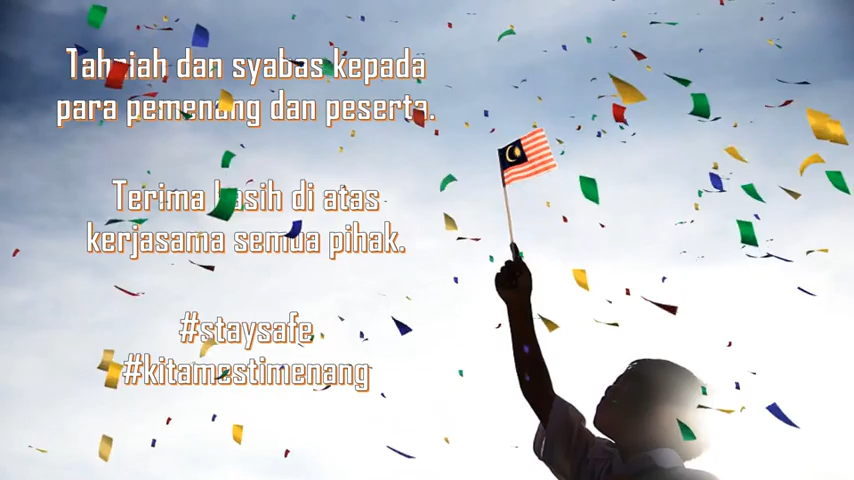 Tahniah dan syabas kepada
para pemenang dan peserta.
Terima kasih di atas
kerjasama semua pihak.
#staysafe
#kitamestimenang